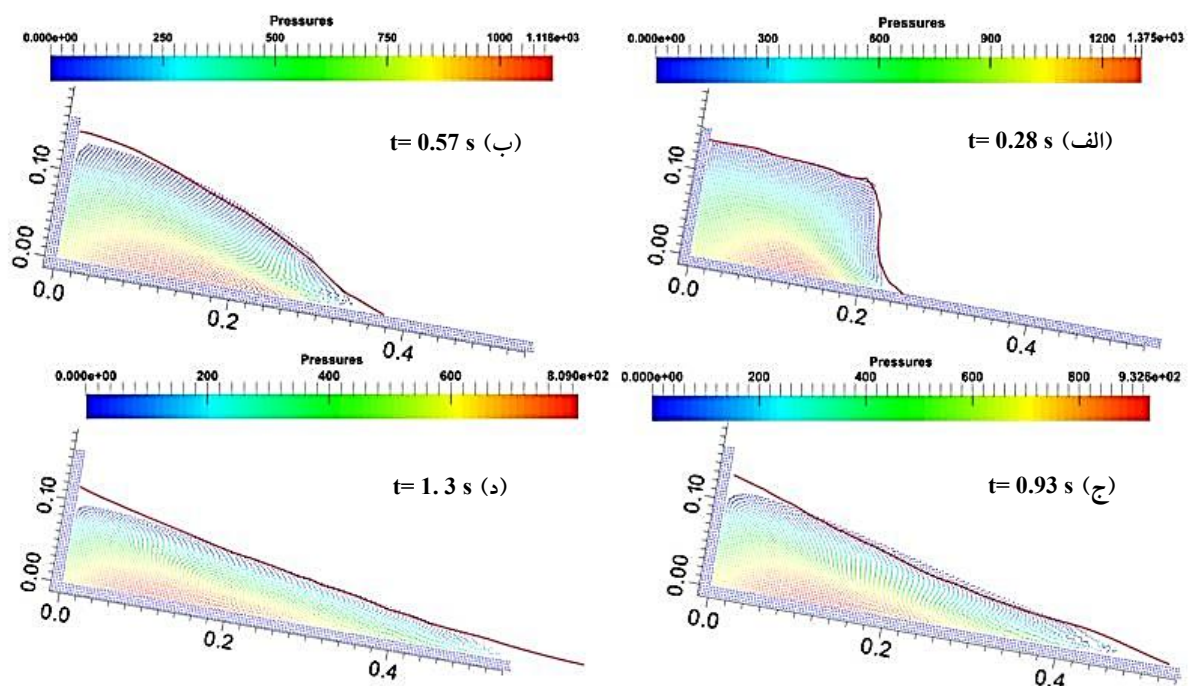 Pressures
0.000e+00 300 600 900 1200 1.375e+03
(الف) t= 0.28 s
0.10
0.00
0.0
0.2
0.4
Pressures
0.000e+00 250 500 750 1000 1.116e+03
(ب) t= 0.57 s
0.10
0.00
0.0
0.2
0.4
Pressures
0.000e+00 200 400 600 800 9.326e+02
(ج) t= 0.93 s
0.10
0.00
0.0
0.2
0.4
Pressures
0.000e+00 200 400 600 8.090e+02
(د) t= 1. 3 s
0.10
0.00
0.0
0.2
0.4